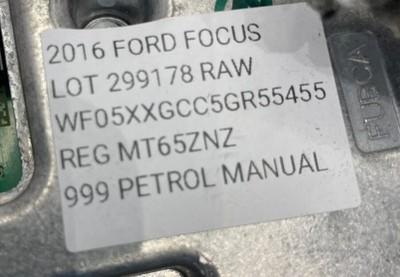 2016 FORD FOCUS
LOT 299178 RAW
WF05XXGCC5GR55455
REG MT65ZNZ
999 PETROL MANUAL